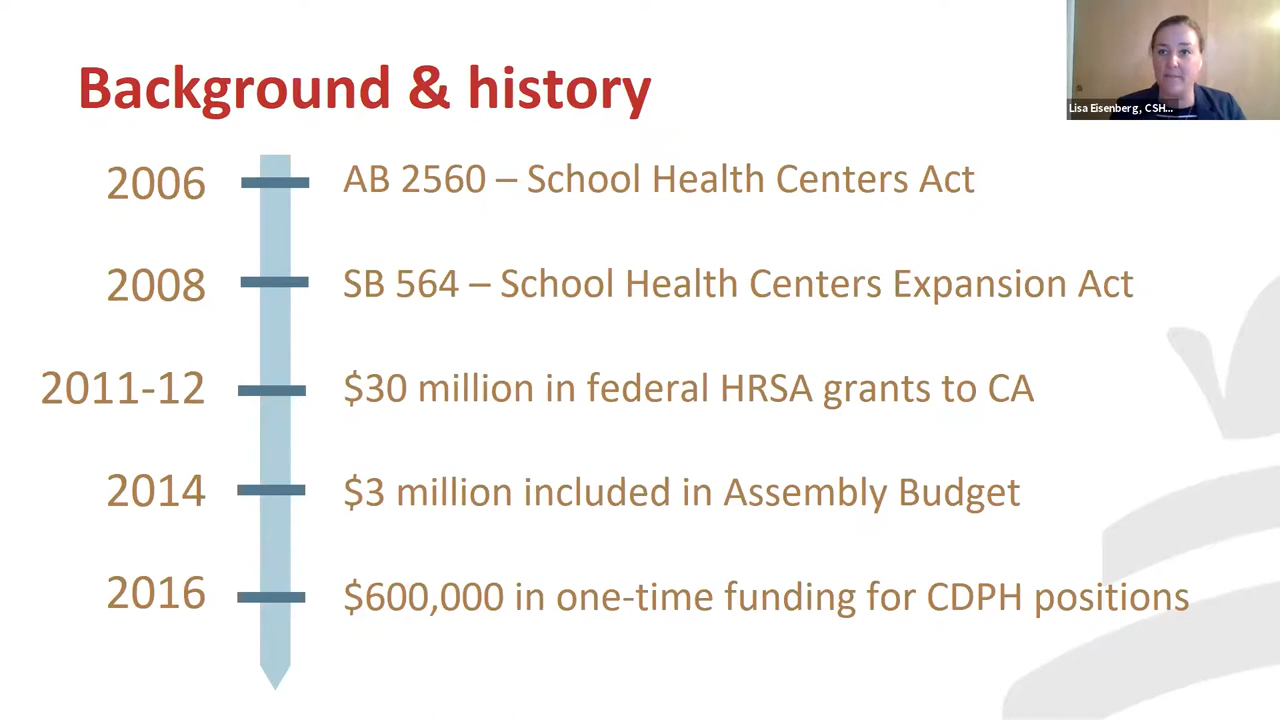 Background & history
Lisa Eisenberg, CSH...
2006
AB 2560 – School Health Centers Act
2008
SB 564 – School Health Centers Expansion Act
2011-12
$30 million in federal HRSA grants to CA
2014
$3 million included in Assembly Budget
2016
$600,000 in one-time funding for CDPH positions